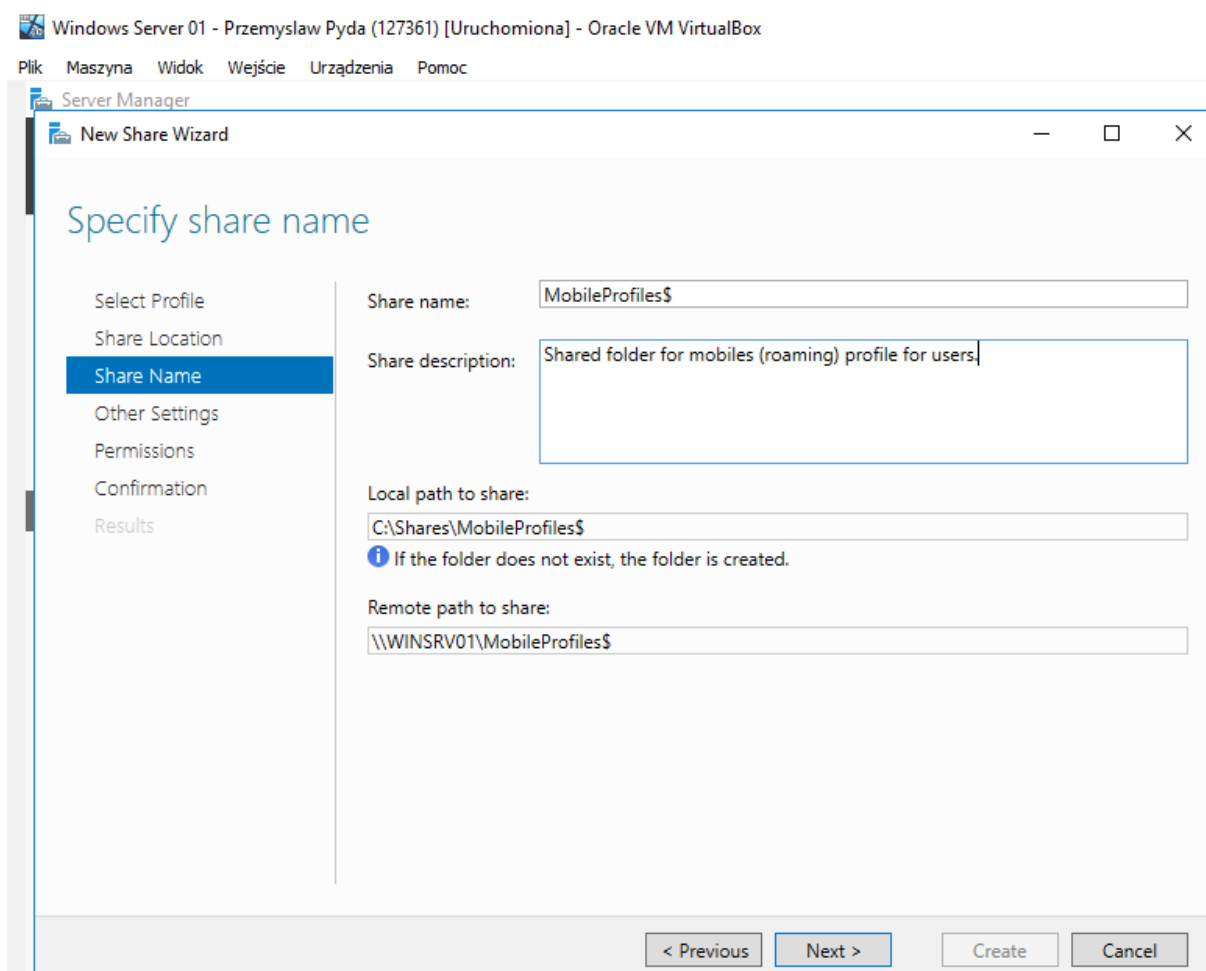 Windows Server 01 - Przemyslaw Pyda (127361) [Uruchomiona] - Oracle VM VirtualBox
Plik Maszyna Widok Wejście Urządzenia Pomoc
Server Manager
New Share Wizard
Specify share name
Select Profile
Share Location
Share Name
Other Settings
Permissions
Confirmation
Results
Share name:
MobileProfiles$
Share description:
Shared folder for mobiles (roaming) profile for users.
Local path to share:
C:\Shares\MobileProfiles$
If the folder does not exist, the folder is created.
Remote path to share:
\\WINSRV01\MobileProfiles$
< Previous
Next >
Create
Cancel